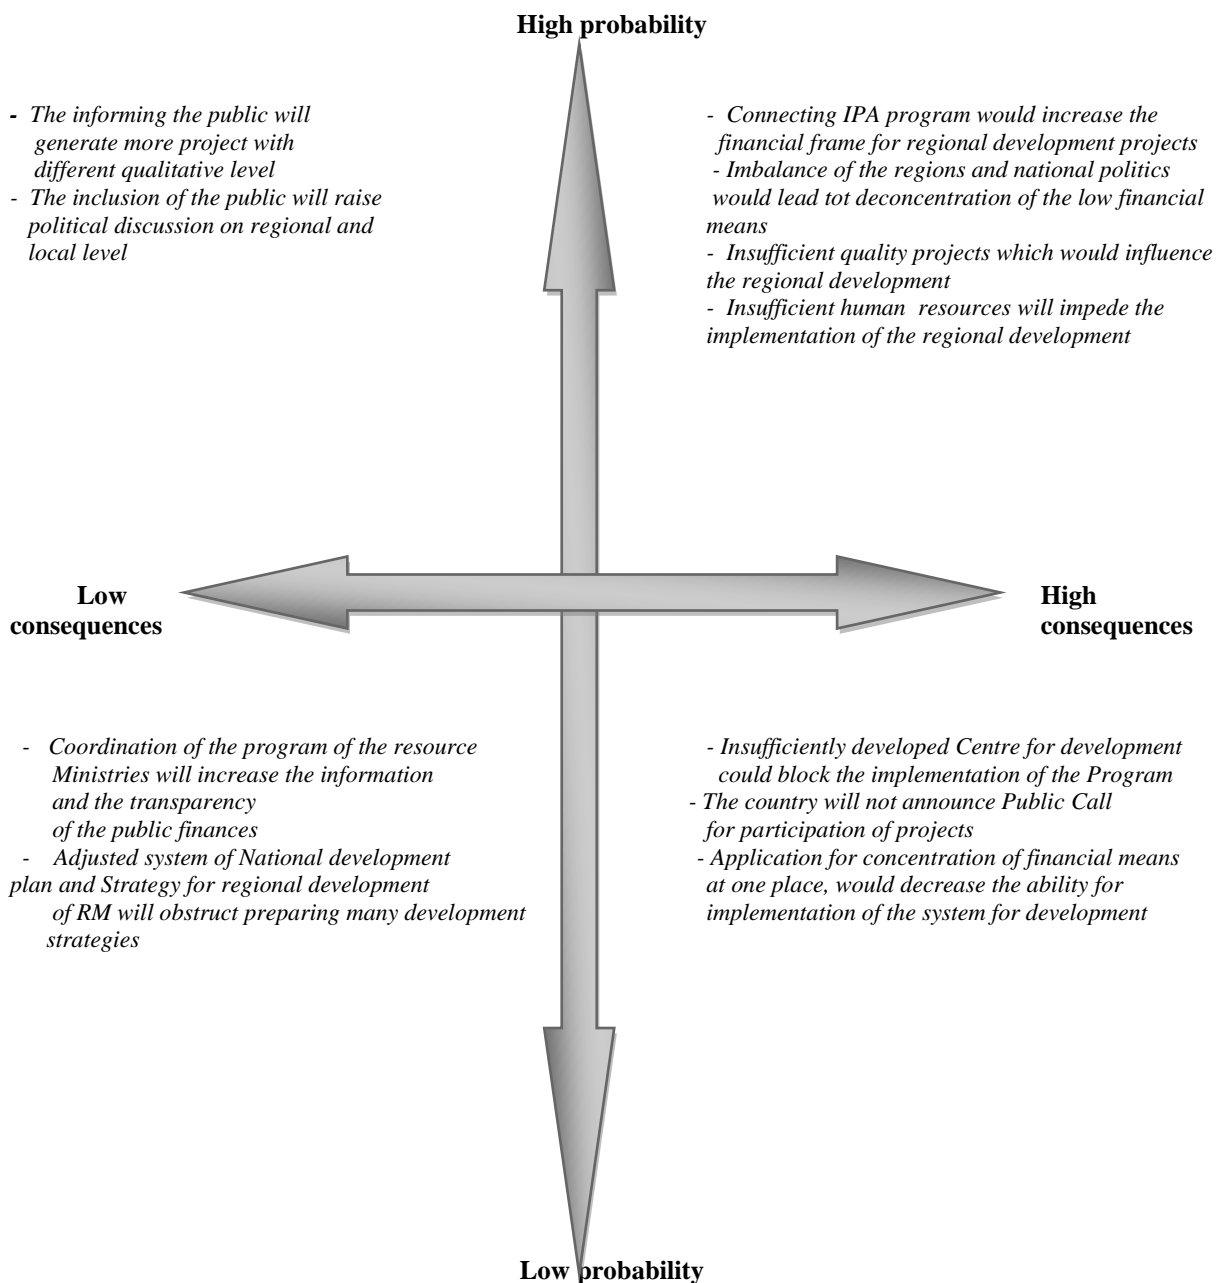 High probability
- The informing the public will
generate more project with
different qualitative level
- The inclusion of the public will raise
political discussion on regional and
local level
- Connecting IPA program would increase the
financial frame for regional development projects
- Imbalance of the regions and national politics
would lead tot deconcentration of the low financial
means
- Insufficient quality projects which would influence
the regional development
- Insufficient human resources will impede the
implementation of the regional development
Low
consequences
High
consequences
- Coordination of the program of the resource
Ministries will increase the information
and the transparency
of the public finances
- Adjusted system of National development
plan and Strategy for regional development
of RM will obstruct preparing many development
strategies
- Insufficiently developed Centre for development
could block the implementation of the Program
- The country will not announce Public Call
for participation of projects
- Application for concentration of financial means
at one place, would decrease the ability for
implementation of the system for development
Low probability